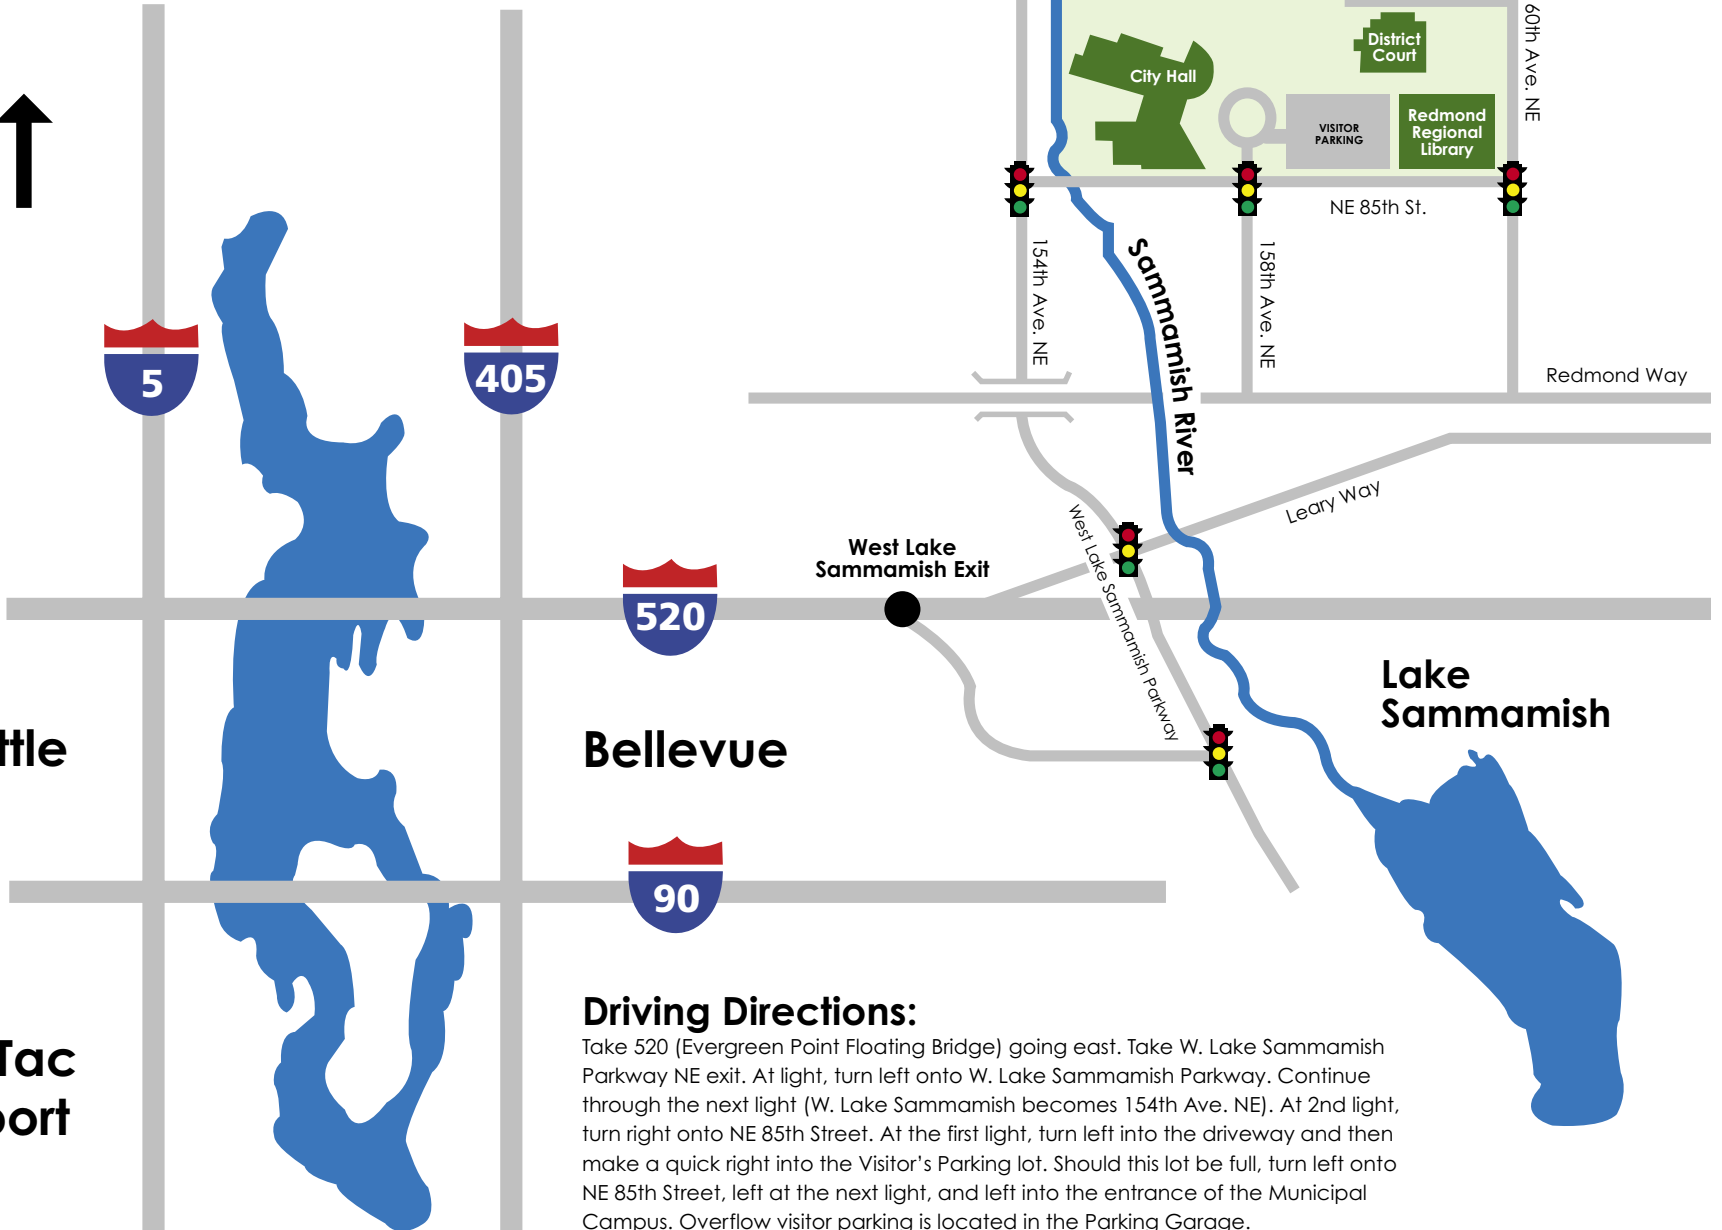 60th Ave. NE
District
Court
City Hall
VISITOR
PARKING
Redmond
Regional
Library
NE 85th St.
154th Ave. NE
158th Ave. NE
Sammamish River
Redmond Way
5
405
Leary Way
West Lake
Sammamish Exit
West Lake Sammamish Parkway
520
Lake
Sammamish
ttle
Bellevue
90
Driving Directions:
Take 520 (Evergreen Point Floating Bridge) going east. Take W. Lake Sammamish
Parkway NE exit. At light, turn left onto W. Lake Sammamish Parkway. Continue
through the next light (W. Lake Sammamish becomes 154th Ave. NE). At 2nd light,
turn right onto NE 85th Street. At the first light, turn left into the driveway and then
make a quick right into the Visitor's Parking lot. Should this lot be full, turn left onto
NE 85th Street, left at the next light, and left into the entrance of the Municipal
Campus. Overflow visitor parking is located in the Parking Garage.
Tac
port